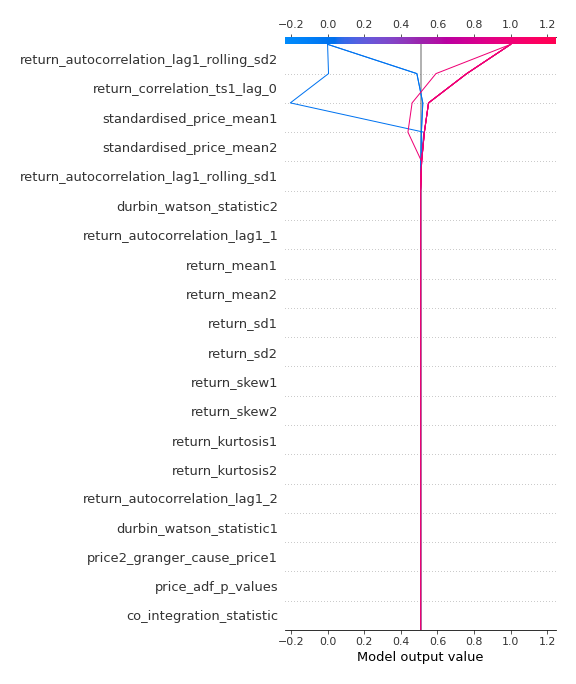 −0.2 0.0 0.2 0.4 0.6 0.8 1.0 1.2
return_autocorrelation_lag1_rolling_sd2
return_correlation_ts1_lag_0
standardised_price_mean1
standardised_price_mean2
return_autocorrelation_lag1_rolling_sd1
durbin_watson_statistic2
return_autocorrelation_lag1_1
return_mean1
return_mean2
return_sd1
return_sd2
return_skew1
return_skew2
return_kurtosis1
return_kurtosis2
return_autocorrelation_lag1_2
durbin_watson_statistic1
price2_granger_cause_price1
price_adf_p_values
co_integration_statistic
−0.2 0.0 0.2 0.4 0.6 0.8 1.0 1.2
Model output value